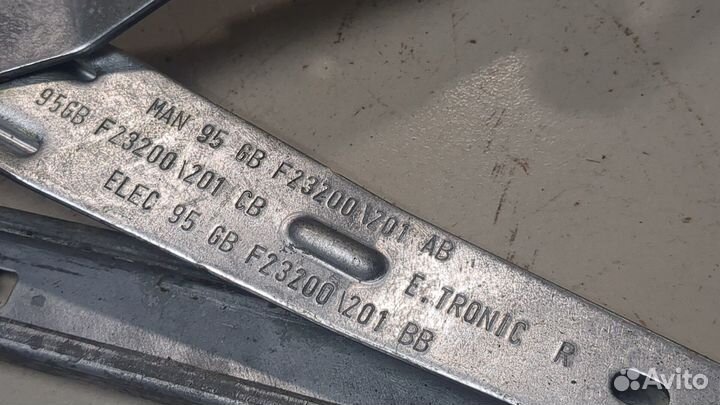 MAN 95 GB F23200\201 AB
95GB F23200\201 CB
E.TRONIC R
ELEC 95 GB F23200\201 BB
Avito